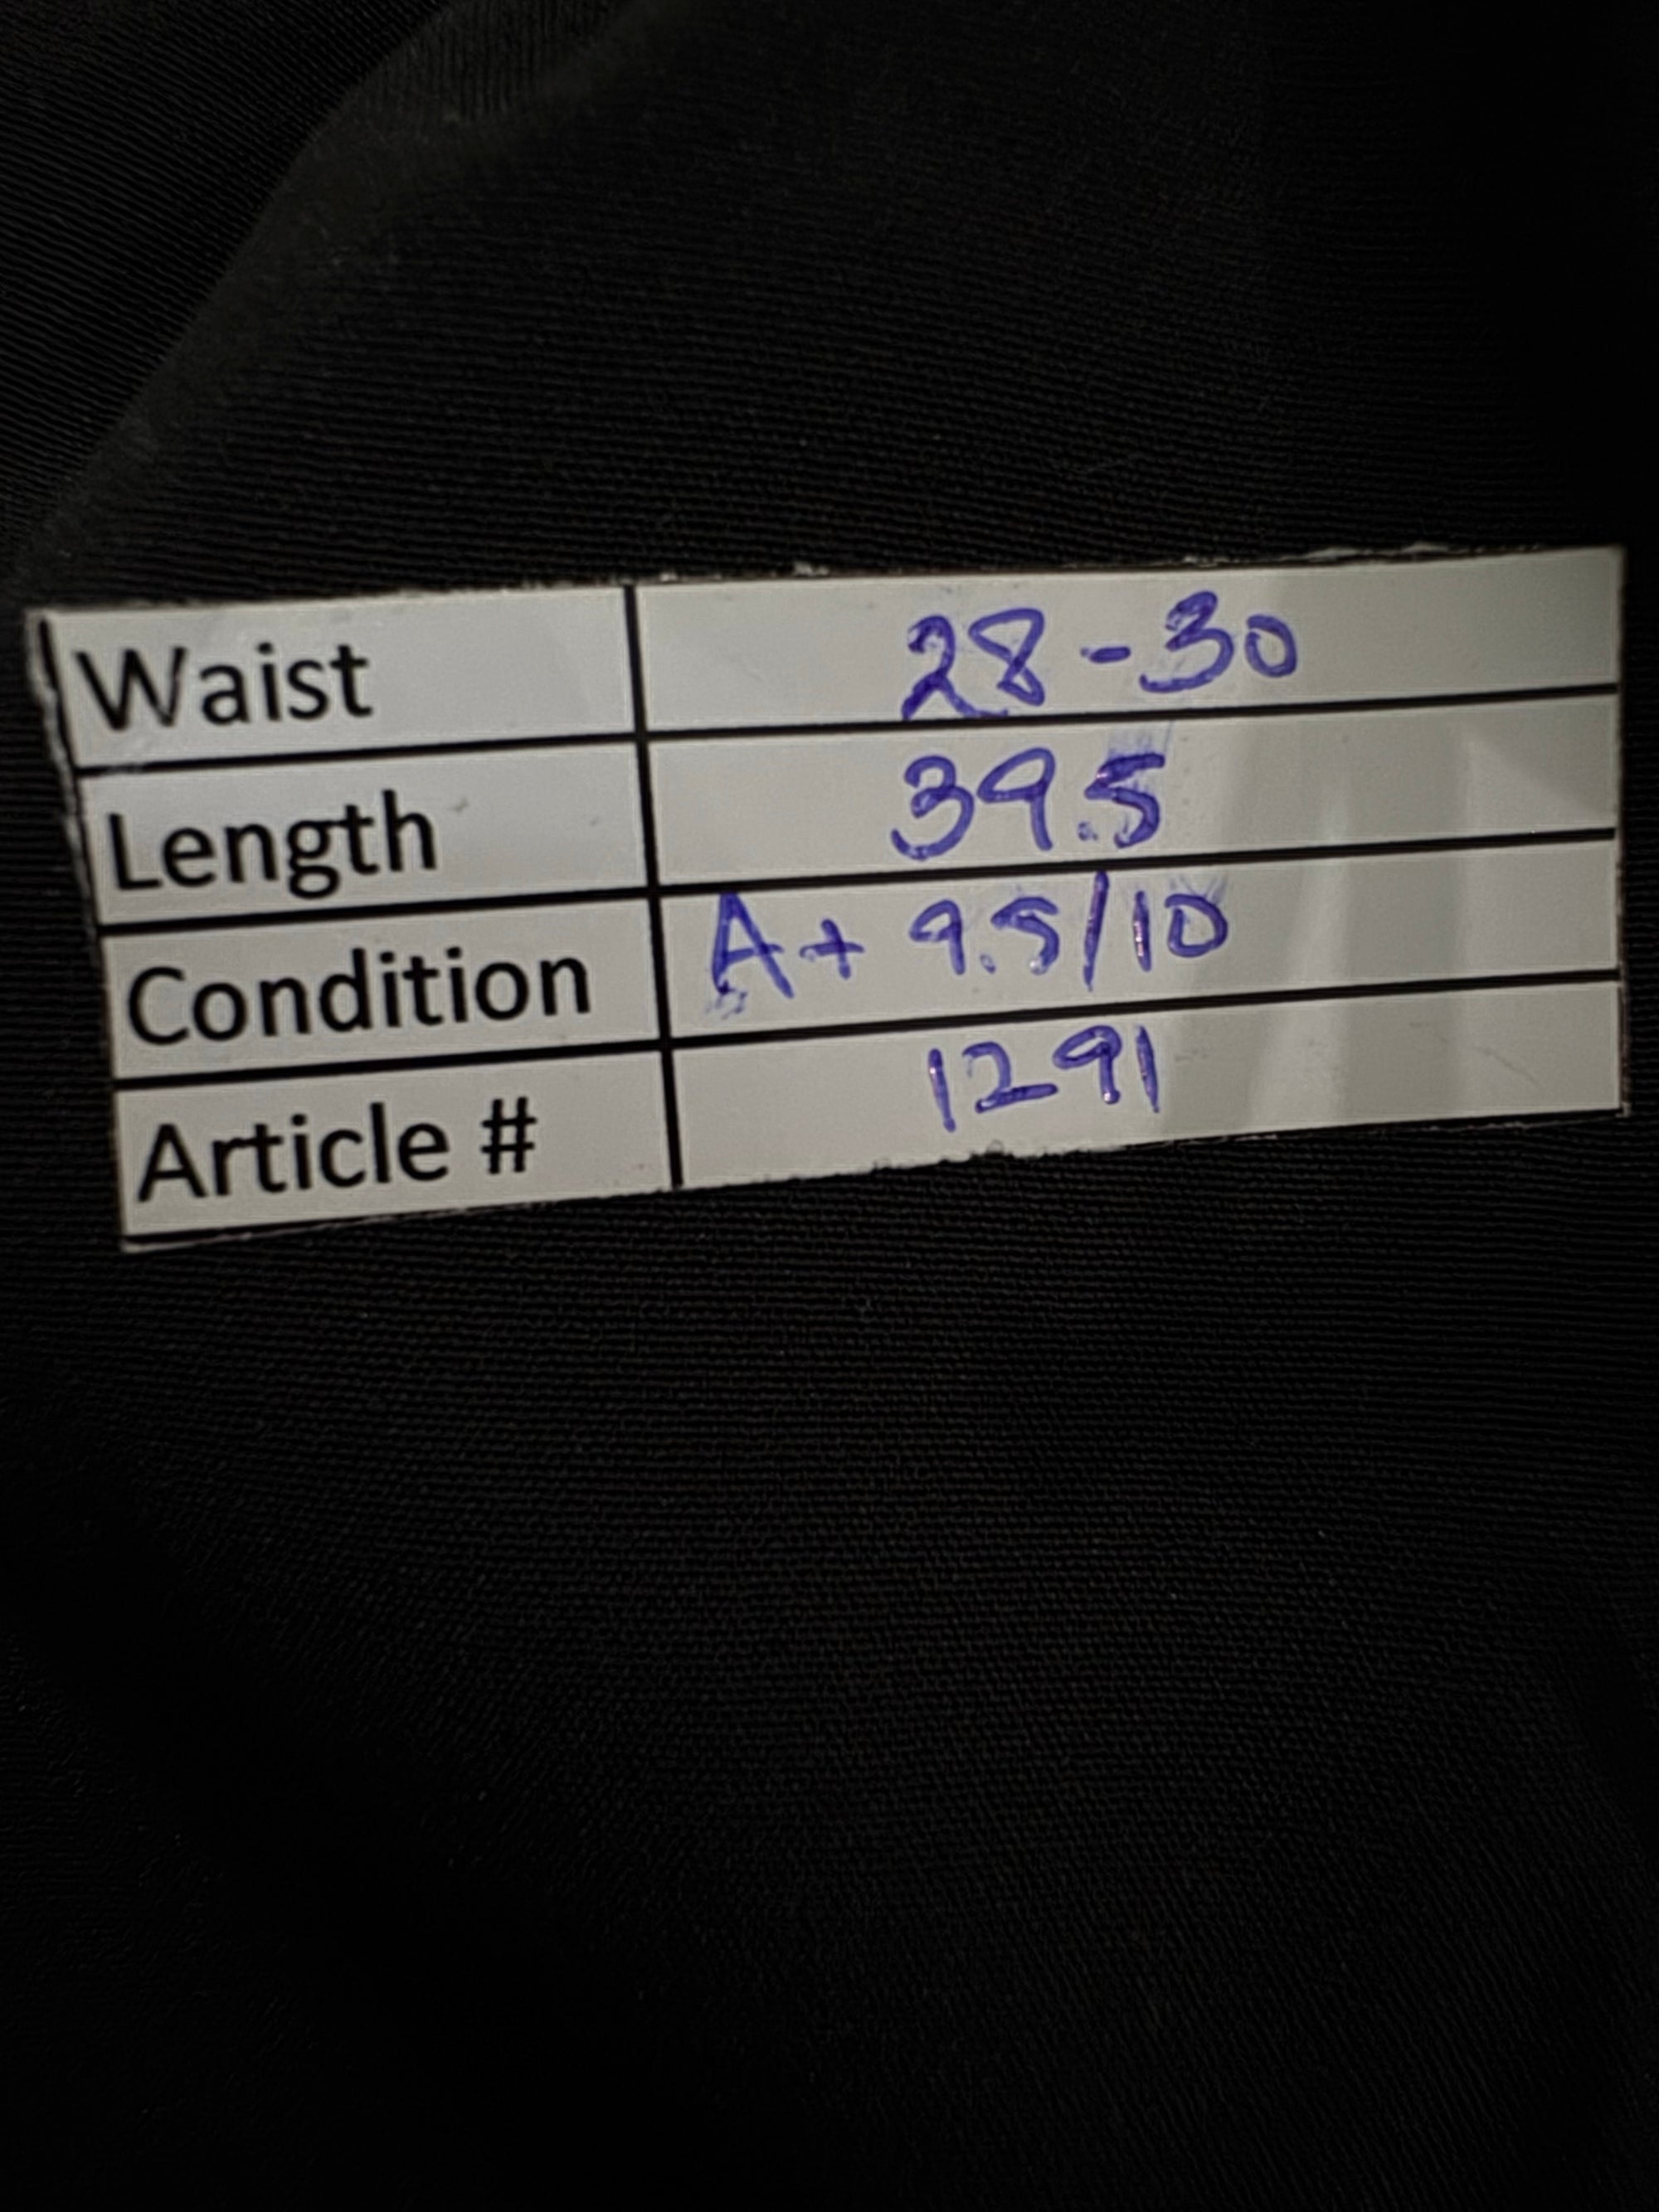 Waist 28-30
Length 39.5
Condition A+ 9.5/10
Article # 1291